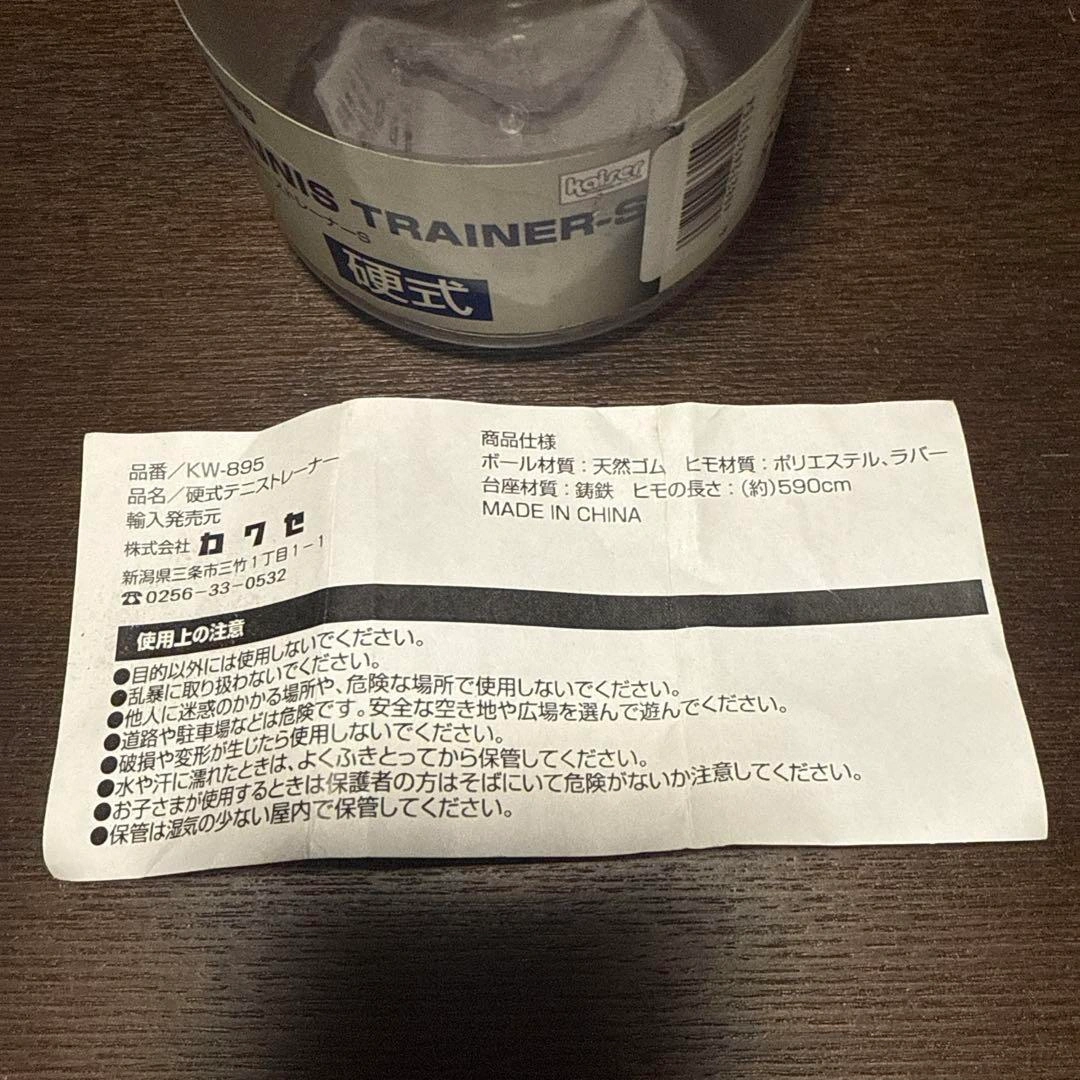 TRAINER-S
kaiser
硬式
品番／KW-895
品名／硬式テニストレーナー
輸入発売元
株式会社 カワセ
新潟県三条市三竹1丁目1-1
☎0256-33-0532
商品仕様
ボール材質：天然ゴム ヒモ材質：ポリエステル、ラバー
台座材質：鋳鉄 ヒモの長さ：(約)590cm
MADE IN CHINA
使用上の注意
●目的以外には使用しないでください。
●乱暴に取り扱わないでください。
●他人に迷惑のかかる場所や、危険な場所で使用しないでください。
●道路や駐車場などは危険です。安全な空き地や広場を選んで遊んでください。
●破損や変形が生じたら使用しないでください。
●水や汗に濡れたときは、よくふきとってから保管してください。
●お子さまが使用するときは保護者の方はそばにいて危険がないか注意してください。
●保管は湿気の少ない屋内で保管してください。